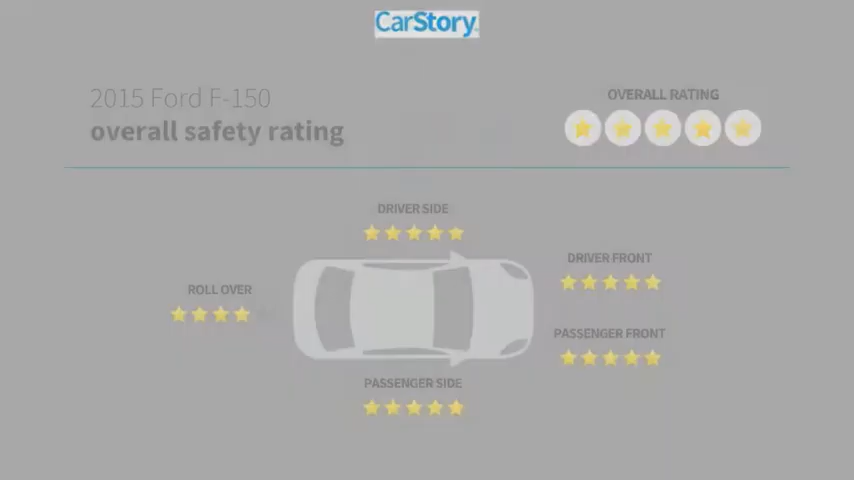 CarStory
2015 Ford F-150
overall safety rating
OVERALL RATING
DRIVER SIDE
DRIVER FRONT
ROLL OVER
PASSENGER FRONT
PASSENGER SIDE